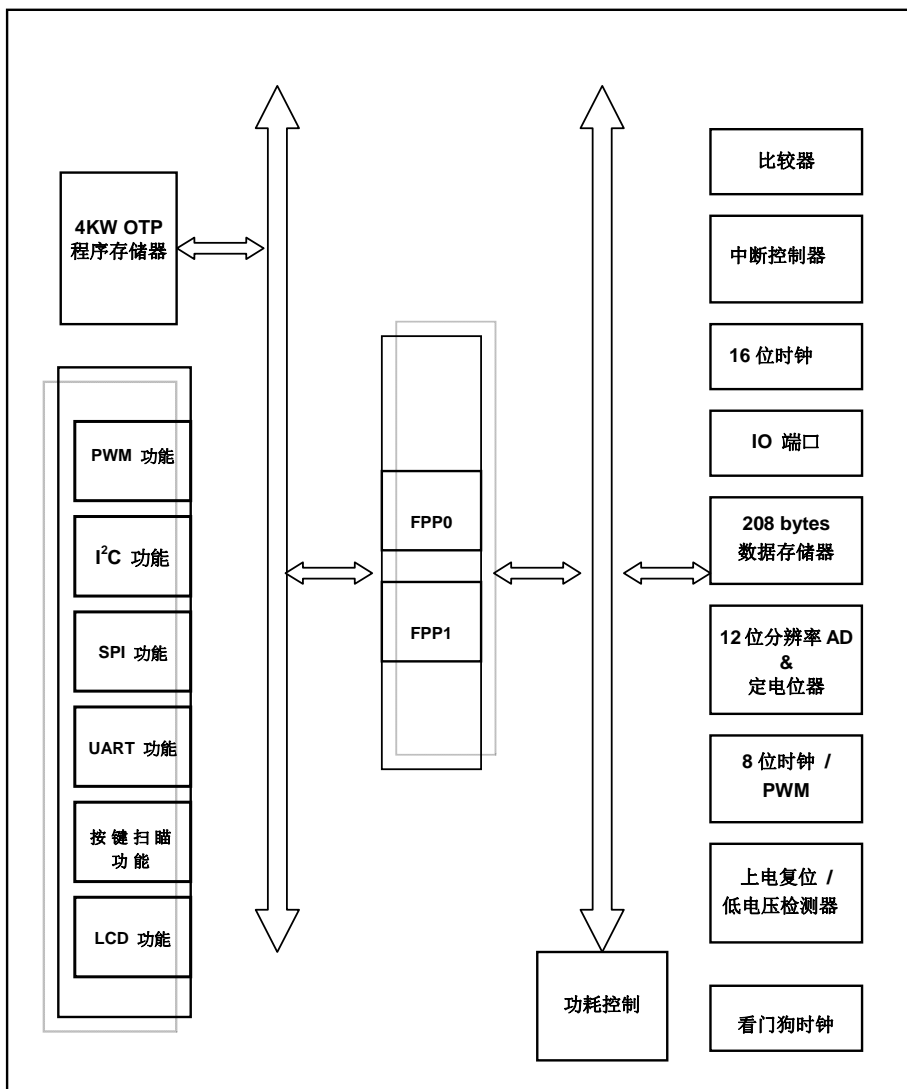 4KW OTP
程序存储器
PWM 功能
I²C 功能
SPI 功能
UART 功能
按键扫瞄
功能
LCD 功能
FPP0
FPP1
功耗控制
比较器
中断控制器
16 位时钟
IO 端口
208 bytes
数据存储器
12 位分辨率 AD
&
定电位器
8 位时钟 /
PWM
上电复位 /
低电压检测器
看门狗时钟